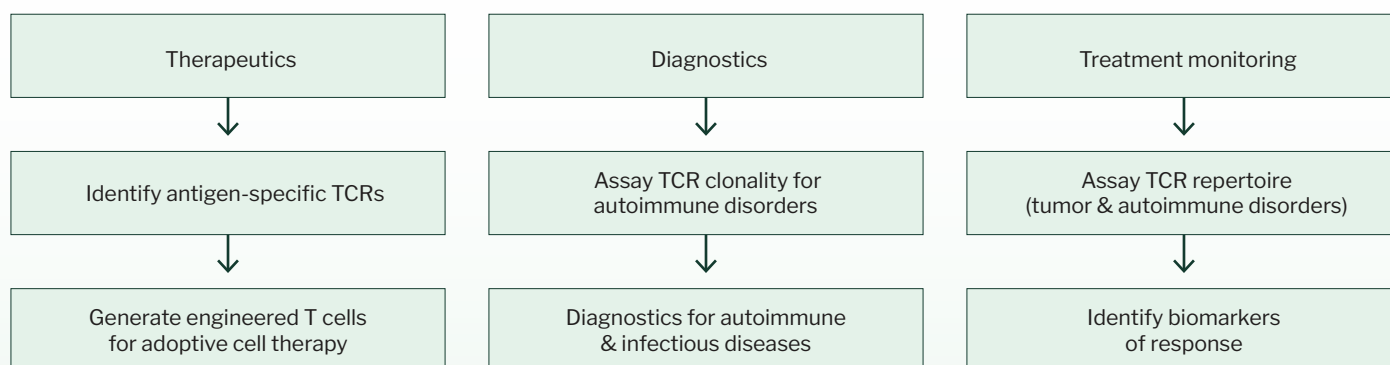 Therapeutics
Diagnostics
Treatment monitoring
Identify antigen-specific TCRs
Assay TCR clonality for
autoimmune disorders
Assay TCR repertoire
(tumor & autoimmune disorders)
Generate engineered T cells
for adoptive cell therapy
Diagnostics for autoimmune
& infectious diseases
Identify biomarkers
of response